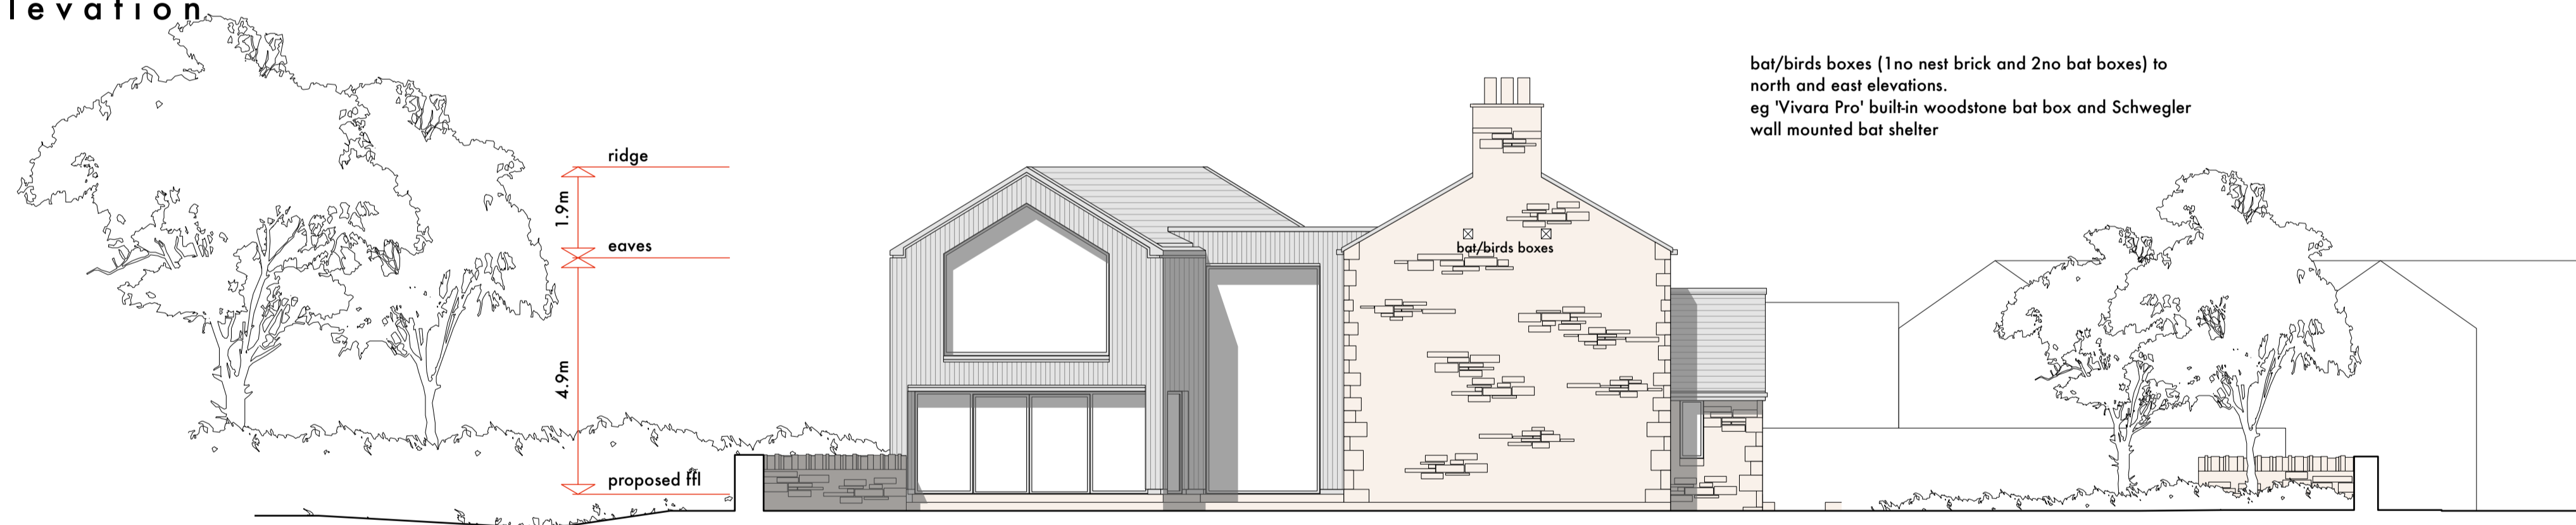 levation
bat/birds boxes (1no nest brick and 2no bat boxes) to
north and east elevations.
eg 'Vivara Pro' built-in woodstone bat box and Schwegler
wall mounted bat shelter
ridge
1.9m
eaves
bat/birds boxes
4.9m
proposed ffl